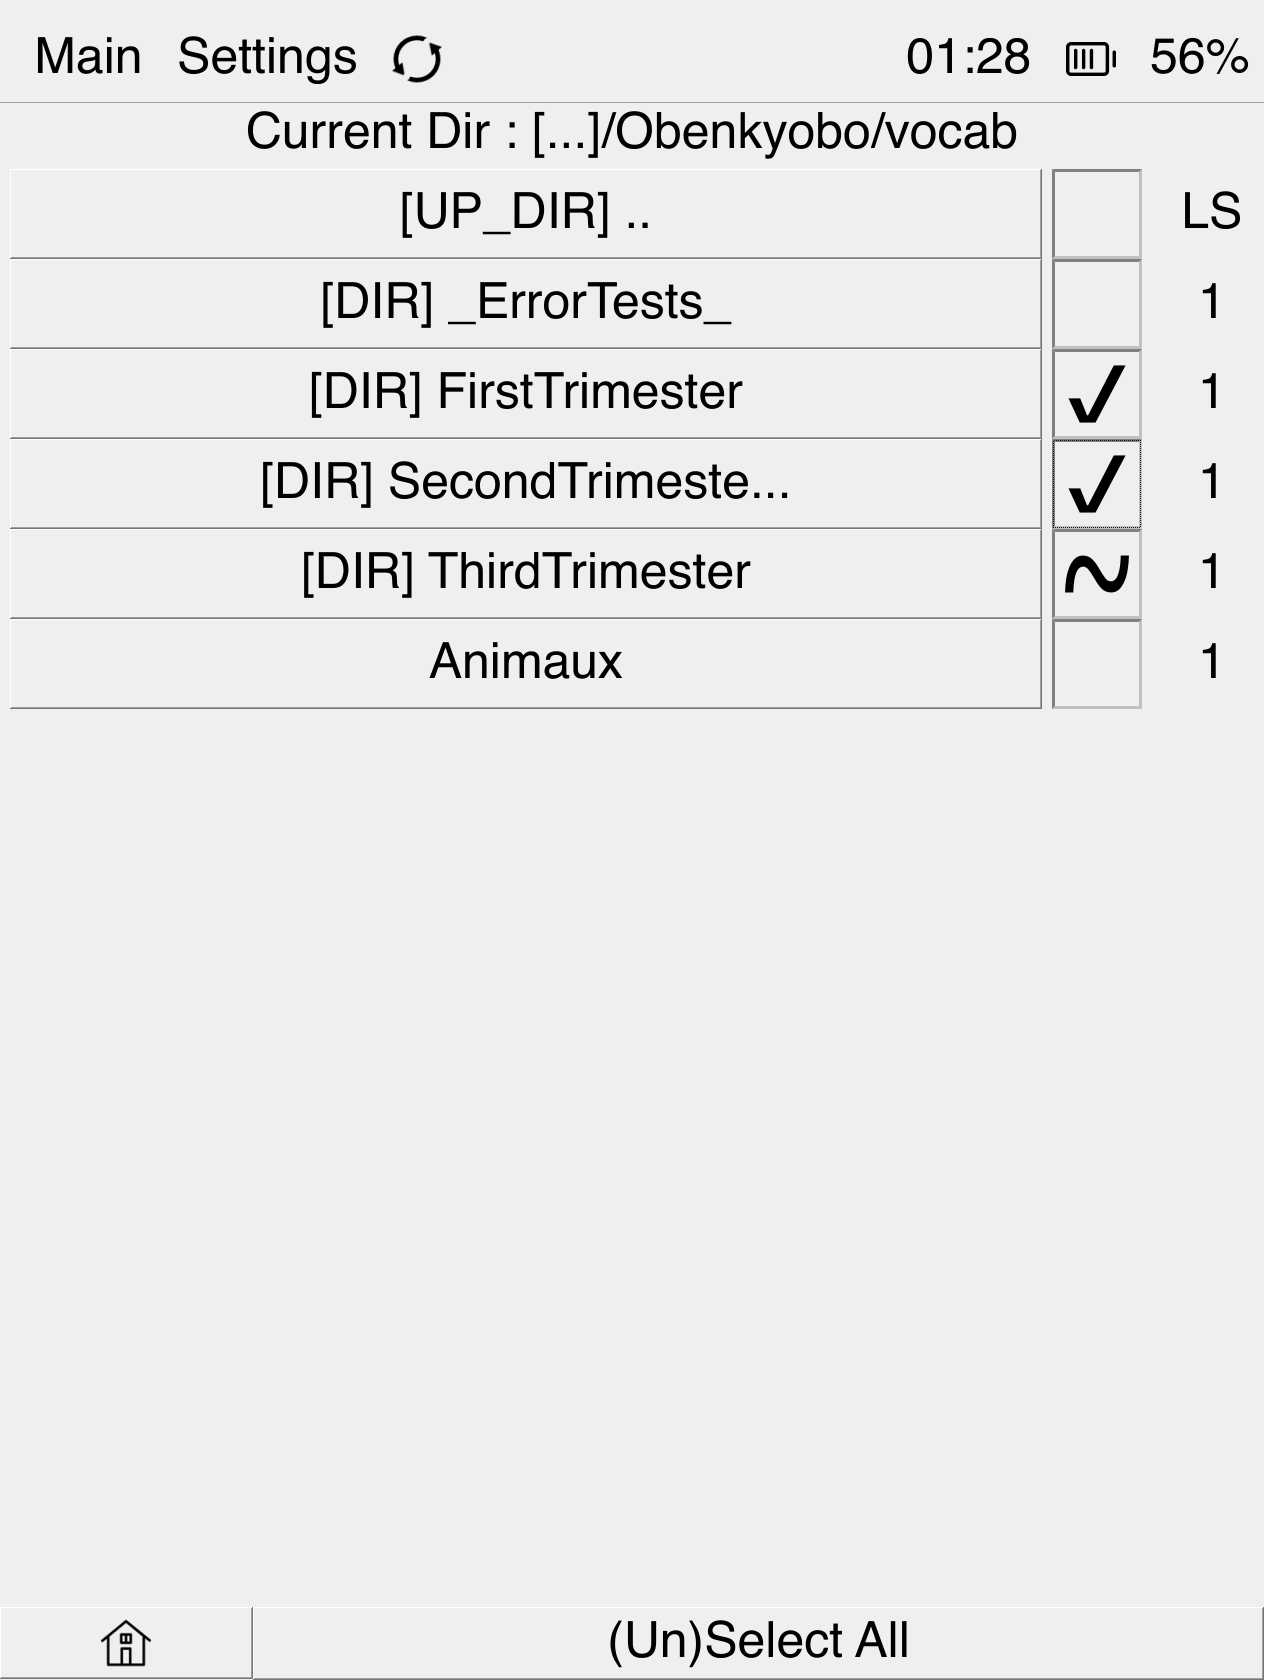 Main Settings 01:28 56%
Current Dir : [...]/Obenkyobo/vocab
[UP_DIR] .. LS
[DIR] _ErrorTests_ 1
[DIR] FirstTrimester 1
[DIR] SecondTrimeste... 1
[DIR] ThirdTrimester 1
Animaux 1
(Un)Select All